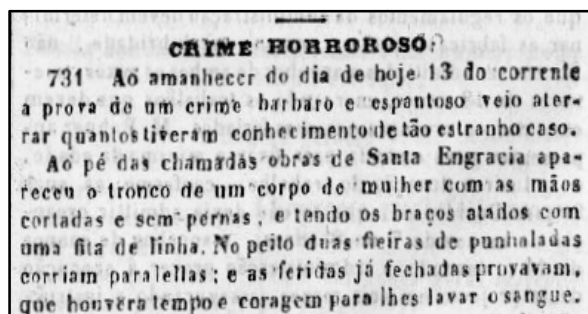 CRIME HORROROSO.
731 Ao amanhecer do dia de hoje 13 do corrente
a prova de um crime barbaro e espantoso veio ater-
rar quantos tiveram conhecimento de tão estranho caso.
Ao pé das chamadas obras de Santa Engracia apa-
receu o tronco de um corpo de mulher com as mãos
cortadas e sem pernas, e tendo os braços atados com
uma fita de linha. No peito duas fieiras de punhaladas
corriam parallelas; e as feridas já fechadas provavam,
que houvera tempo e coragem para lhes lavar o sangue.